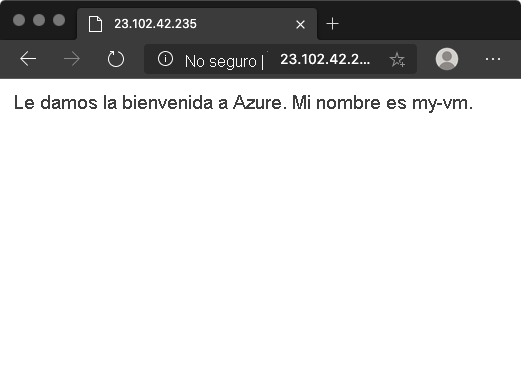 23.102.42.235
No seguro | 23.102.42.2...
Le damos la bienvenida a Azure. Mi nombre es my-vm.